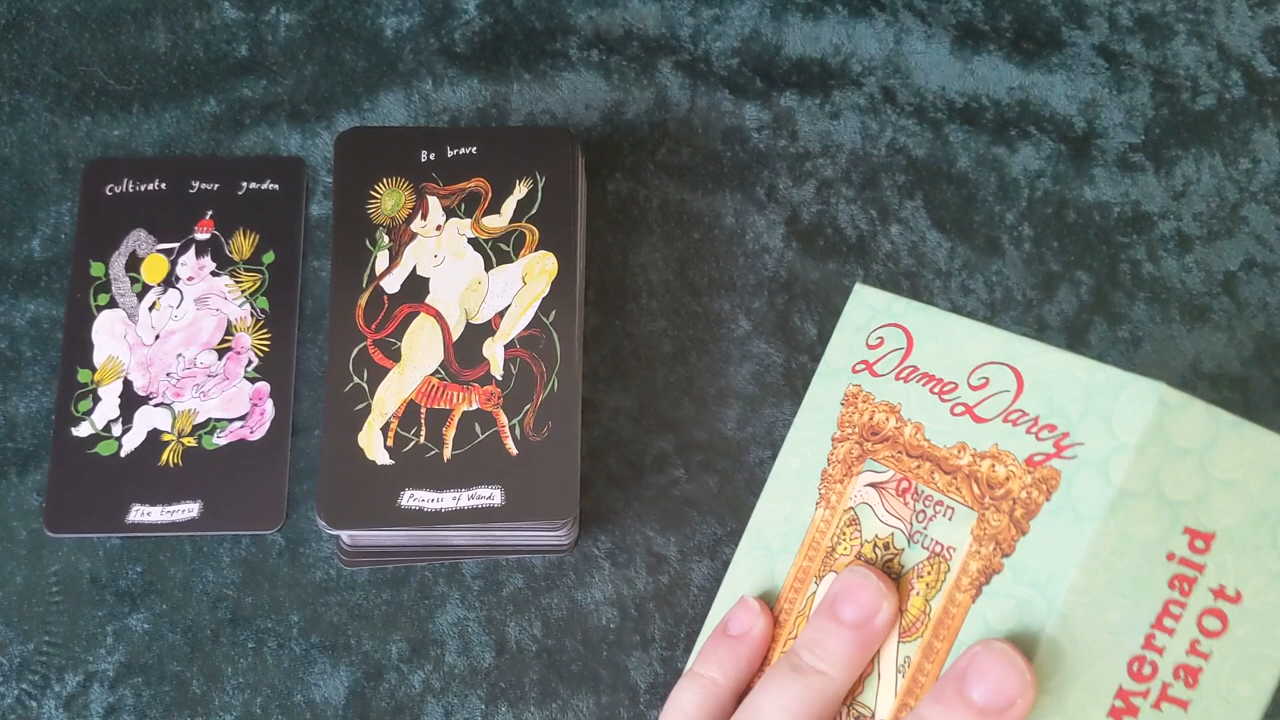 Cultivate your garden
The Empress
Be brave
Princess of Wands
Dame Darcy
Queen
of
Cups
Mermaid
Tarot